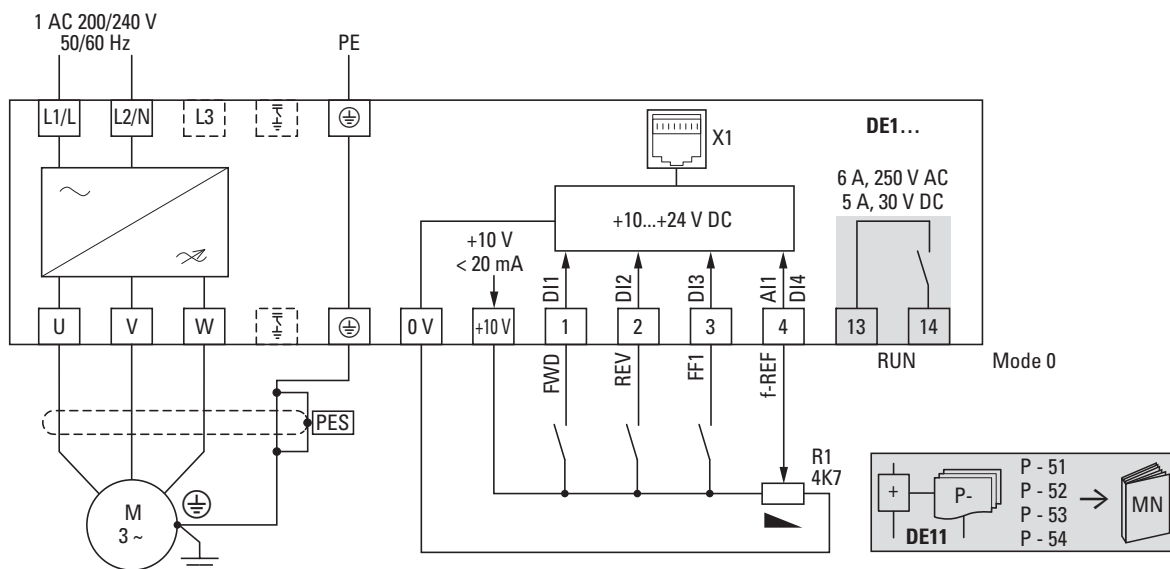 1 AC 200/240 V
50/60 Hz
PE
L1/L
L2/N
L3
X1
DE1...
6 A, 250 V AC
5 A, 30 V DC
+10...+24 V DC
+10 V
< 20 mA
DI1
DI2
DI3
AI1
DI4
U
V
W
0 V
+10 V
1
2
3
4
13
14
FWD
REV
FF1
f-REF
RUN
Mode 0
PES
R1
4K7
M
3 ~
+
P-
DE11
P - 51
P - 52
P - 53
P - 54
MN